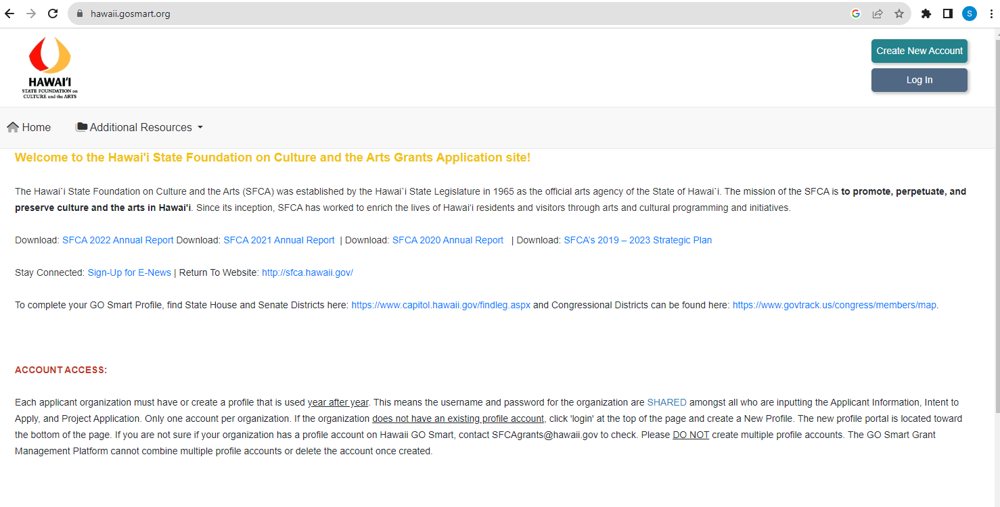 hawaii.gosmart.org
S
Create New Account
HAWAI'I
STATE FOUNDATION on
CULTURE and the ARTS
Log In
Home Additional Resources
Welcome to the Hawai'i State Foundation on Culture and the Arts Grants Application site!
The Hawai`i State Foundation on Culture and the Arts (SFCA) was established by the Hawai`i State Legislature in 1965 as the official arts agency of the State of Hawai`i. The mission of the SFCA is to promote, perpetuate, and
preserve culture and the arts in Hawai'i. Since its inception, SFCA has worked to enrich the lives of Hawai'i residents and visitors through arts and cultural programming and initiatives.
Download: SFCA 2022 Annual Report Download: SFCA 2021 Annual Report | Download: SFCA 2020 Annual Report | Download: SFCA's 2019 – 2023 Strategic Plan
Stay Connected: Sign-Up for E-News | Return To Website: http://sfca.hawaii.gov/
To complete your GO Smart Profile, find State House and Senate Districts here: https://www.capitol.hawaii.gov/findleg.aspx and Congressional Districts can be found here: https://www.govtrack.us/congress/members/map.
ACCOUNT ACCESS:
Each applicant organization must have or create a profile that is used year after year. This means the username and password for the organization are SHARED amongst all who are inputting the Applicant Information, Intent to
Apply, and Project Application. Only one account per organization. If the organization does not have an existing profile account, click 'login' at the top of the page and create a New Profile. The new profile portal is located toward
the bottom of the page. If you are not sure if your organization has a profile account on Hawaii GO Smart, contact SFCAgrants@hawaii.gov to check. Please DO NOT create multiple profile accounts. The GO Smart Grant
Management Platform cannot combine multiple profile accounts or delete the account once created.